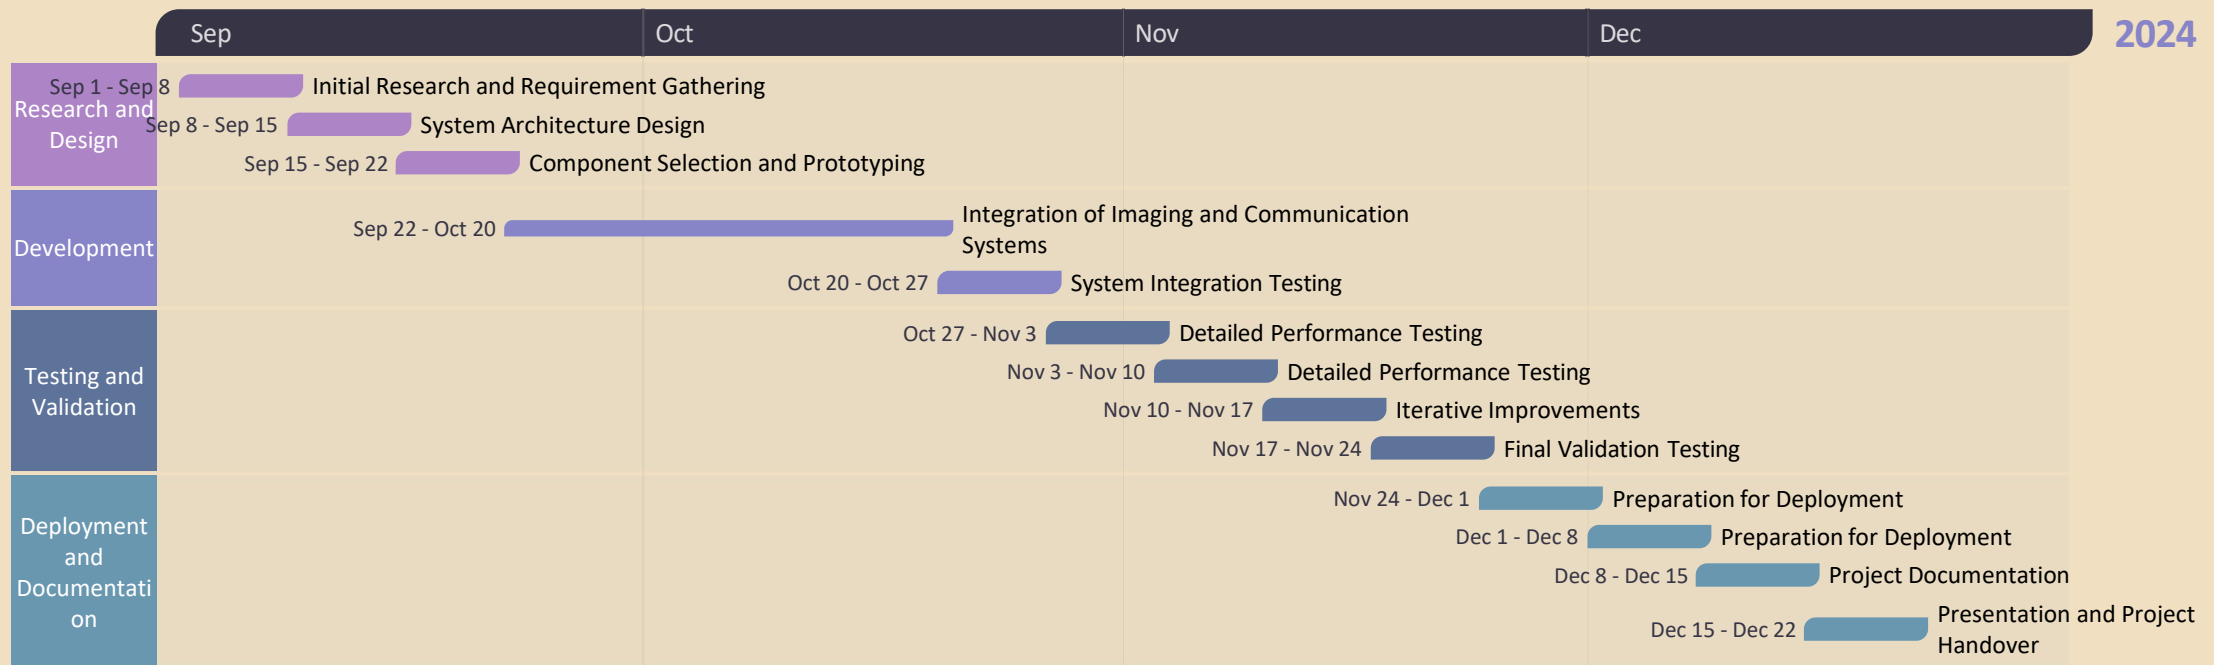 Sep
Oct
Nov
Dec
2024
Research and
Design
Sep 1 - Sep 8
Initial Research and Requirement Gathering
Sep 8 - Sep 15
System Architecture Design
Sep 15 - Sep 22
Component Selection and Prototyping
Development
Sep 22 - Oct 20
Integration of Imaging and Communication
Systems
Oct 20 - Oct 27
System Integration Testing
Testing and
Validation
Oct 27 - Nov 3
Detailed Performance Testing
Nov 3 - Nov 10
Detailed Performance Testing
Nov 10 - Nov 17
Iterative Improvements
Nov 17 - Nov 24
Final Validation Testing
Deployment
and
Documentati
on
Nov 24 - Dec 1
Preparation for Deployment
Dec 1 - Dec 8
Preparation for Deployment
Dec 8 - Dec 15
Project Documentation
Dec 15 - Dec 22
Presentation and Project
Handover